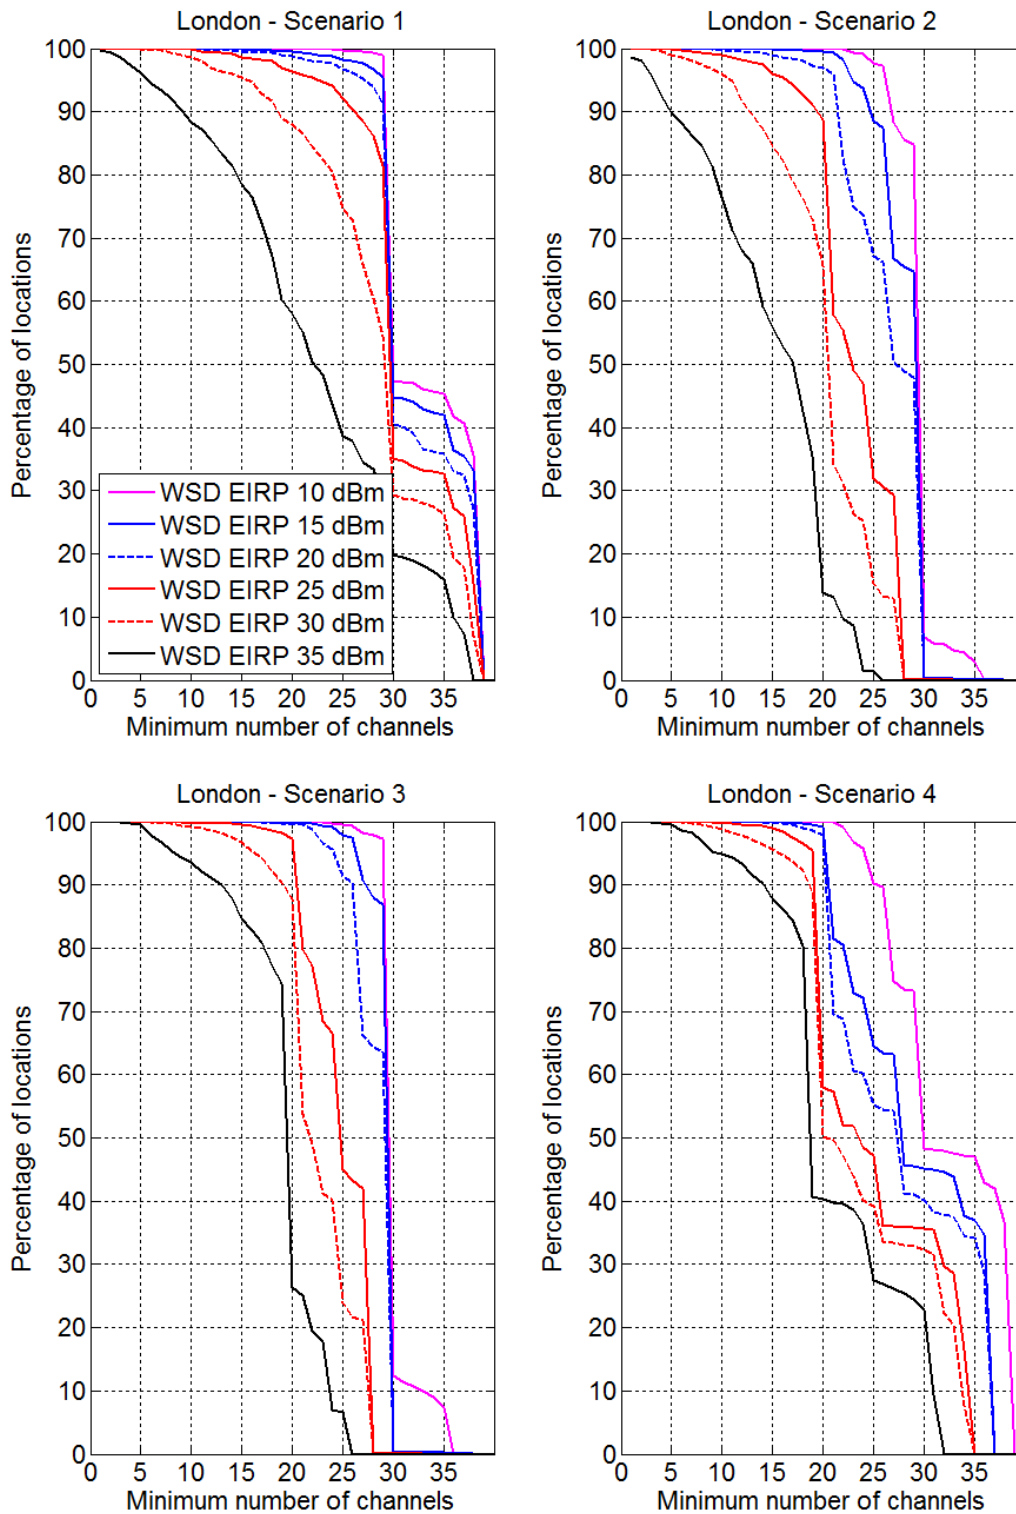 London - Scenario 1
100
90
80
70
60
50
40
30
20
10
0
Percentage of locations
WSD EIRP 10 dBm
WSD EIRP 15 dBm
WSD EIRP 20 dBm
WSD EIRP 25 dBm
WSD EIRP 30 dBm
WSD EIRP 35 dBm
0 5 10 15 20 25 30 35
Minimum number of channels
London - Scenario 2
100
90
80
70
60
50
40
30
20
10
0
Percentage of locations
0 5 10 15 20 25 30 35
Minimum number of channels
London - Scenario 3
100
90
80
70
60
50
40
30
20
10
0
Percentage of locations
0 5 10 15 20 25 30 35
Minimum number of channels
London - Scenario 4
100
90
80
70
60
50
40
30
20
10
0
Percentage of locations
0 5 10 15 20 25 30 35
Minimum number of channels